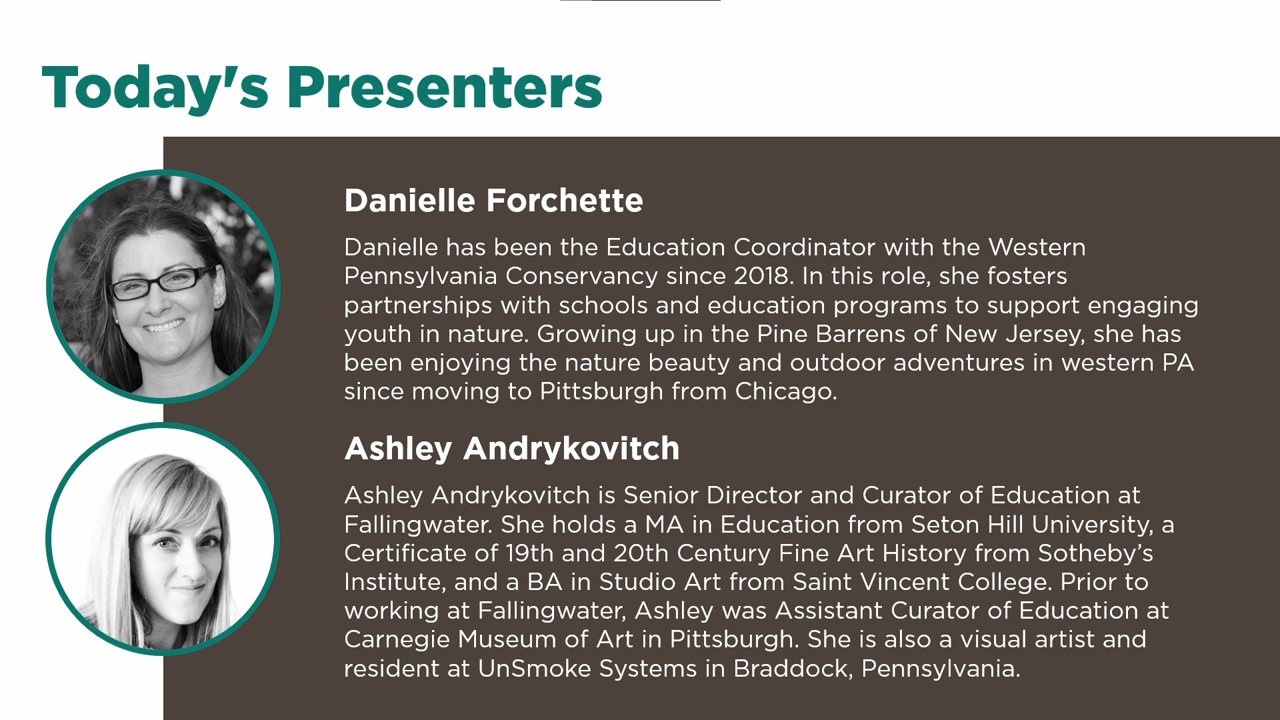 Today's Presenters
Danielle Forchette
Danielle has been the Education Coordinator with the Western
Pennsylvania Conservancy since 2018. In this role, she fosters
partnerships with schools and education programs to support engaging
youth in nature. Growing up in the Pine Barrens of New Jersey, she has
been enjoying the nature beauty and outdoor adventures in western PA
since moving to Pittsburgh from Chicago.
Ashley Andrykovitch
Ashley Andrykovitch is Senior Director and Curator of Education at
Fallingwater. She holds a MA in Education from Seton Hill University, a
Certificate of 19th and 20th Century Fine Art History from Sotheby’s
Institute, and a BA in Studio Art from Saint Vincent College. Prior to
working at Fallingwater, Ashley was Assistant Curator of Education at
Carnegie Museum of Art in Pittsburgh. She is also a visual artist and
resident at UnSmoke Systems in Braddock, Pennsylvania.